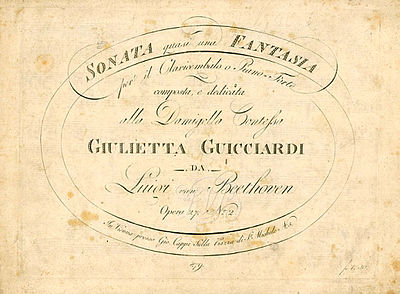 SONATA quasi una FANTASIA
per il Clavicembalo o Piano-Forte
composta, e dedicata
alla Damigella Contessa
GIULIETTA GUICCIARDI
DA
Luigi van Beethoven
Opera 27 No. 2
In Vienna presso Gio. Cappi Sulla Piazza di St. Michele No. 5.